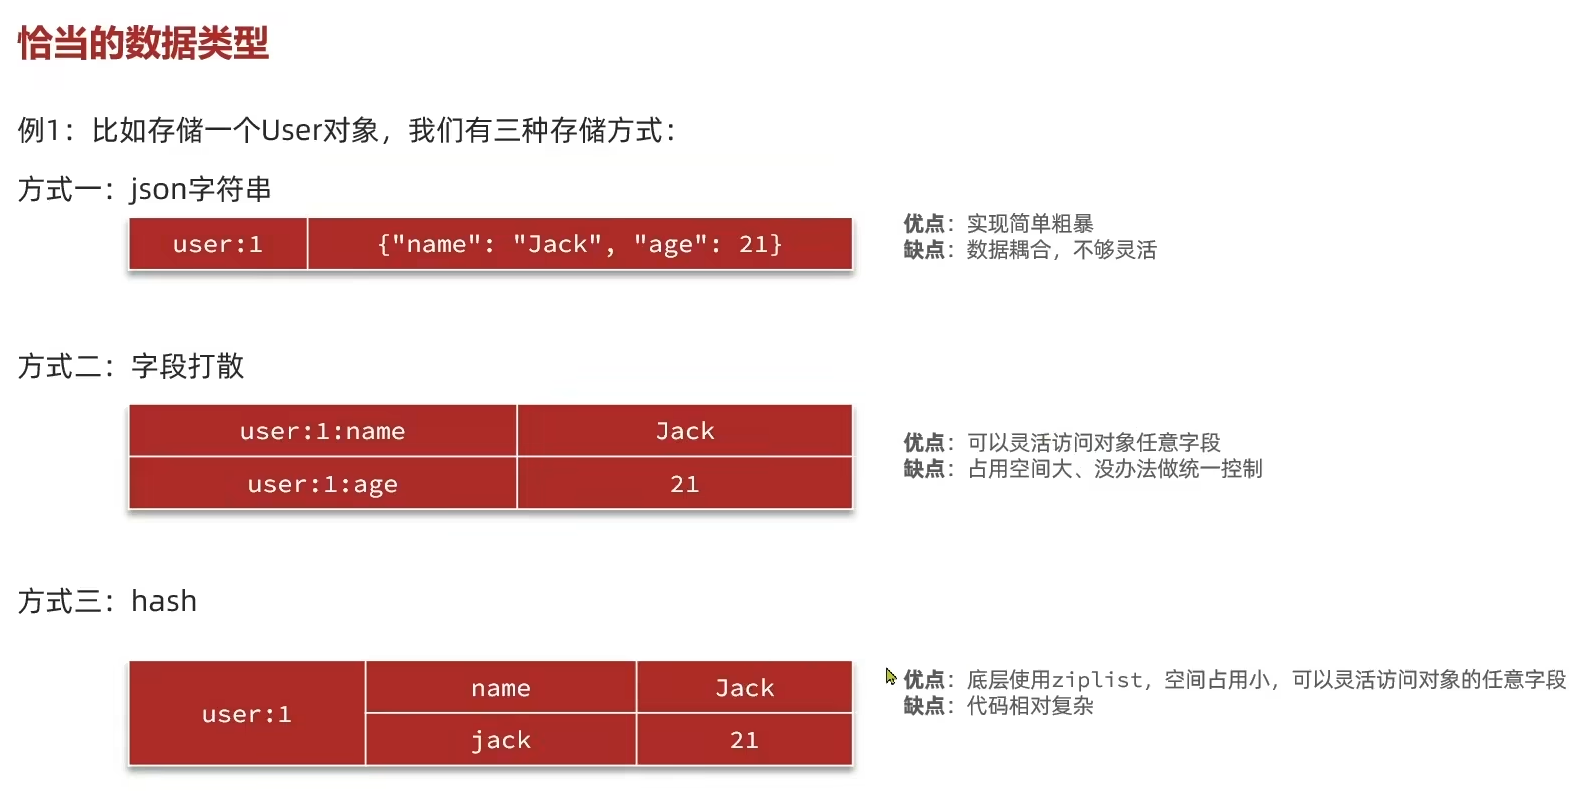 恰当的数据类型
例1：比如存储一个User对象，我们有三种存储方式：
方式一：json字符串
user:1 {"name": "Jack", "age": 21}
优点：实现简单粗暴
缺点：数据耦合，不够灵活
方式二：字段打散
user:1:name Jack
user:1:age 21
优点：可以灵活访问对象任意字段
缺点：占用空间大、没办法做统一控制
方式三：hash
user:1
name Jack
jack 21
优点：底层使用ziplist，空间占用小，可以灵活访问对象的任意字段
缺点：代码相对复杂